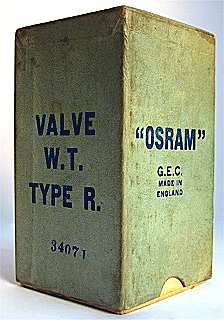 VALVE
W.T.
TYPE R.
34071
"OSRAM"
G.E.C.
MADE IN
ENGLAND